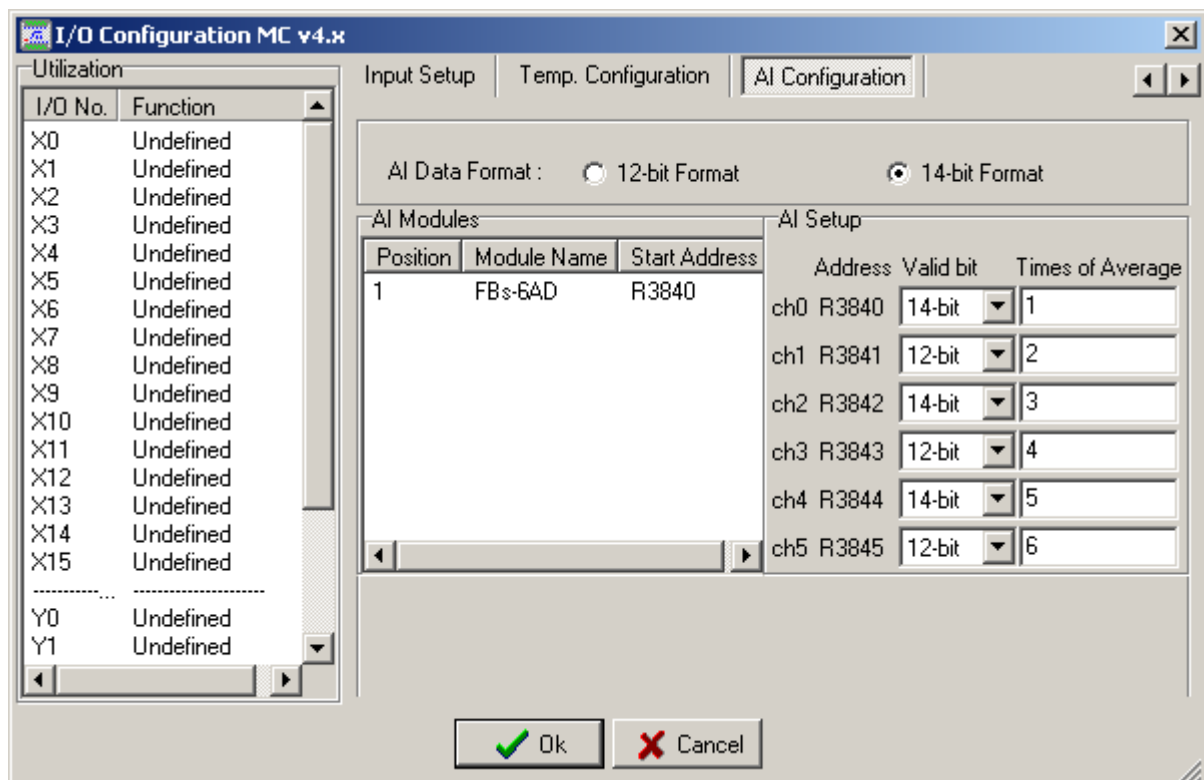 I/O Configuration MC v4.x
Utilization
I/O No. Function
X0 Undefined
X1 Undefined
X2 Undefined
X3 Undefined
X4 Undefined
X5 Undefined
X6 Undefined
X7 Undefined
X8 Undefined
X9 Undefined
X10 Undefined
X11 Undefined
X12 Undefined
X13 Undefined
X14 Undefined
X15 Undefined
-----------... ----------------------
Y0 Undefined
Y1 Undefined
Input Setup Temp. Configuration AI Configuration
AI Data Format : 12-bit Format 14-bit Format
AI Modules
Position Module Name Start Address
1 FBs-6AD R3840
AI Setup
Address Valid bit Times of Average
ch0 R3840 14-bit 1
ch1 R3841 12-bit 2
ch2 R3842 14-bit 3
ch3 R3843 12-bit 4
ch4 R3844 14-bit 5
ch5 R3845 12-bit 6
Ok Cancel